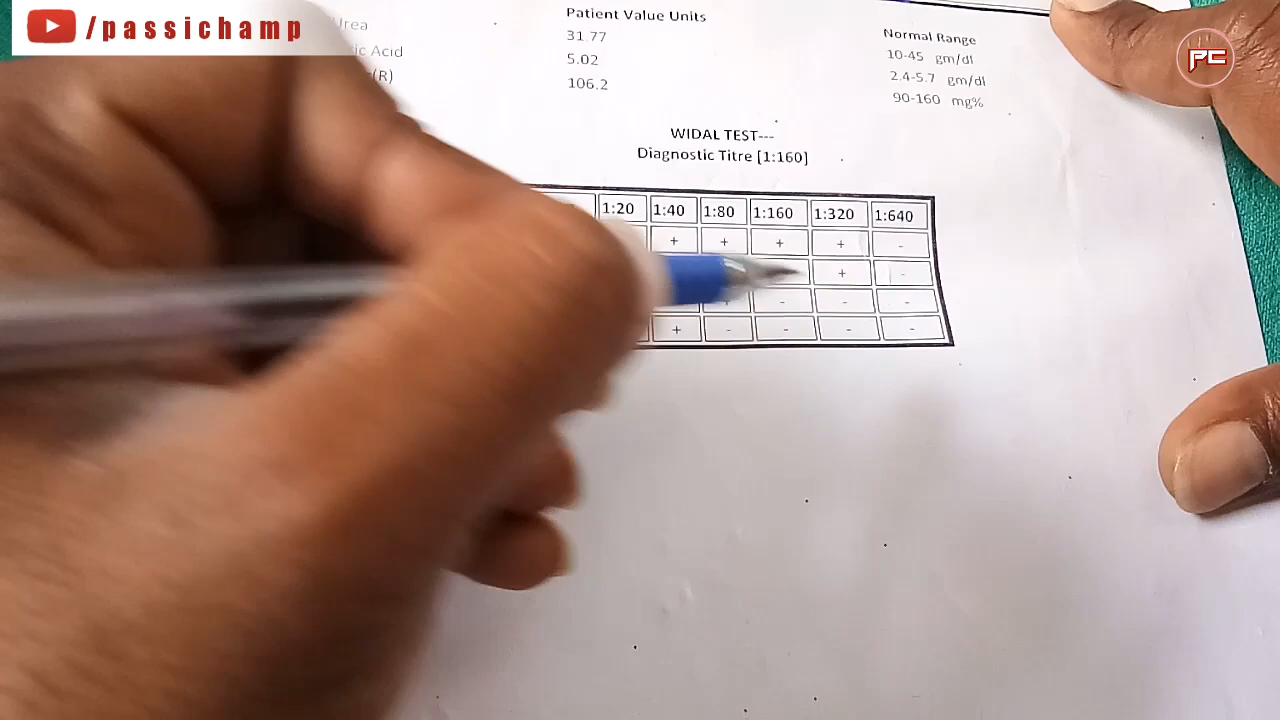 /passichamp
Urea 31.77 10-45 gm/dl
Patient Value Units Normal Range
Acid 5.02 2.4-5.7 gm/dl
(R) 106.2 90-160 mg%
PC
WIDAL TEST---
Diagnostic Titre [1:160]
1:20 1:40 1:80 1:160 1:320 1:640
+ + + + -
+ -
+ - - -
+ - - - -